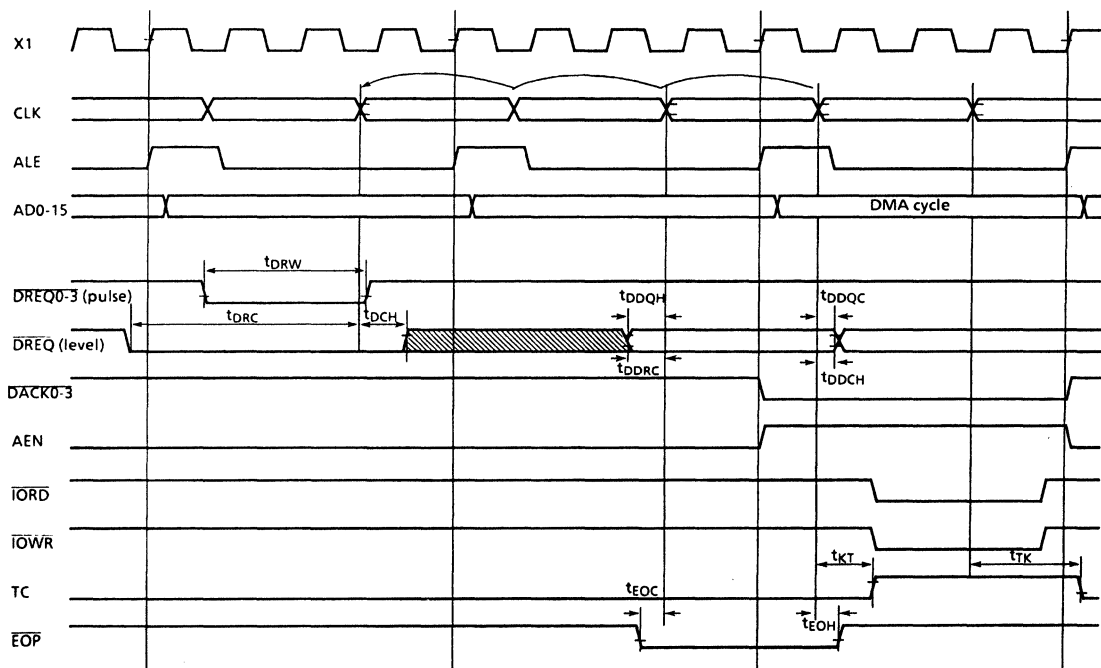 X1
CLK
ALE
AD0-15
DMA cycle
tDRW
DREQ0-3 (pulse)
tDRC
tDCH
tDDQH
tDDQC
DREQ (level)
tDDRC
tDDCH
DACK0-3
AEN
IORD
IOWR
tKT
tTK
TC
tEOC
tEOH
EOP